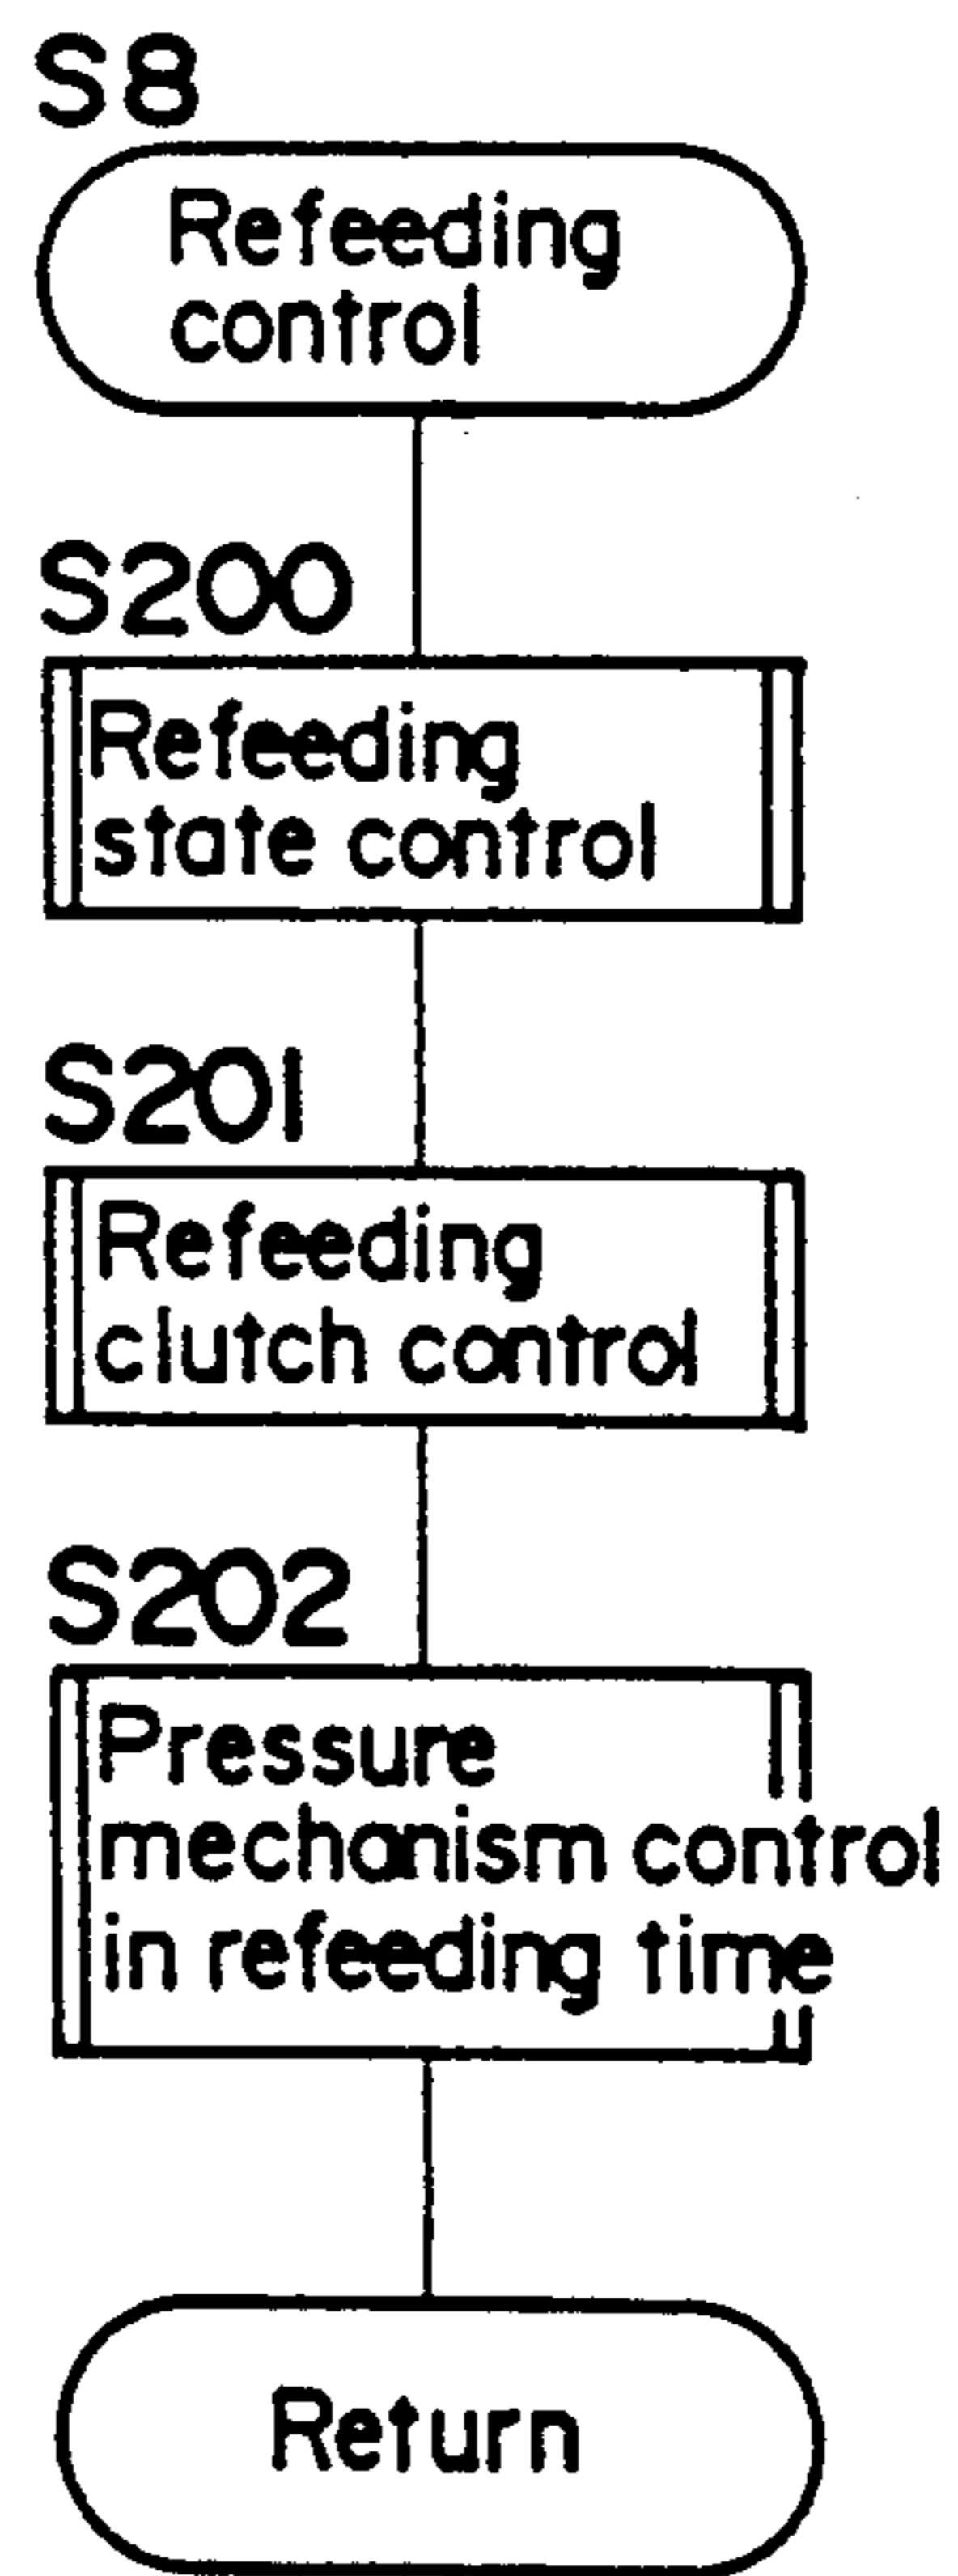 S8
Refeeding
control
S200
Refeeding
state control
S201
Refeeding
clutch control
S202
Pressure
mechanism control
in refeeding time
Return